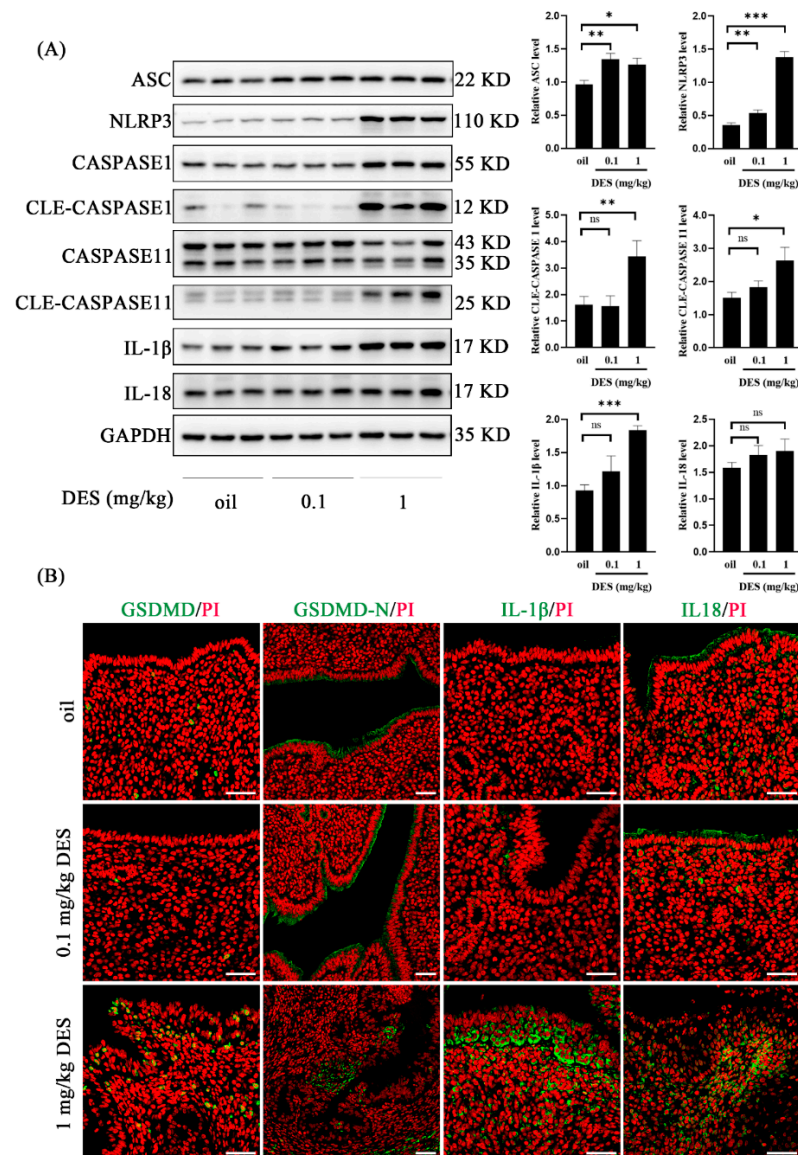 (A)
ASC 22 KD
NLRP3 110 KD
CASPASE1 55 KD
CLE-CASPASE1 12 KD
CASPASE11 43 KD
35 KD
CLE-CASPASE11 25 KD
IL-1β 17 KD
IL-18 17 KD
GAPDH 35 KD
DES (mg/kg) oil 0.1 1
Relative ASC level
2.0
1.5
1.0
0.5
0.0
*
**
oil 0.1 1
DES (mg/kg)
Relative NLRP3 level
2.0
1.5
1.0
0.5
0.0
***
**
oil 0.1 1
DES (mg/kg)
Relative CLE-CASPASE 1 level
5.0
4.0
3.0
2.0
1.0
0.0
**
ns
oil 0.1 1
DES (mg/kg)
Relative CLE-CASPASE 11 level
4.0
3.0
2.0
1.0
0.0
*
ns
oil 0.1 1
DES (mg/kg)
Relative IL-1β level
2.0
1.5
1.0
0.5
0.0
***
ns
oil 0.1 1
DES (mg/kg)
Relative IL-18 level
2.5
2.0
1.5
1.0
0.5
0.0
ns
ns
oil 0.1 1
DES (mg/kg)
(B)
GSDMD/PI GSDMD-N/PI IL-1β/PI IL18/PI
oil
0.1 mg/kg DES
1 mg/kg DES